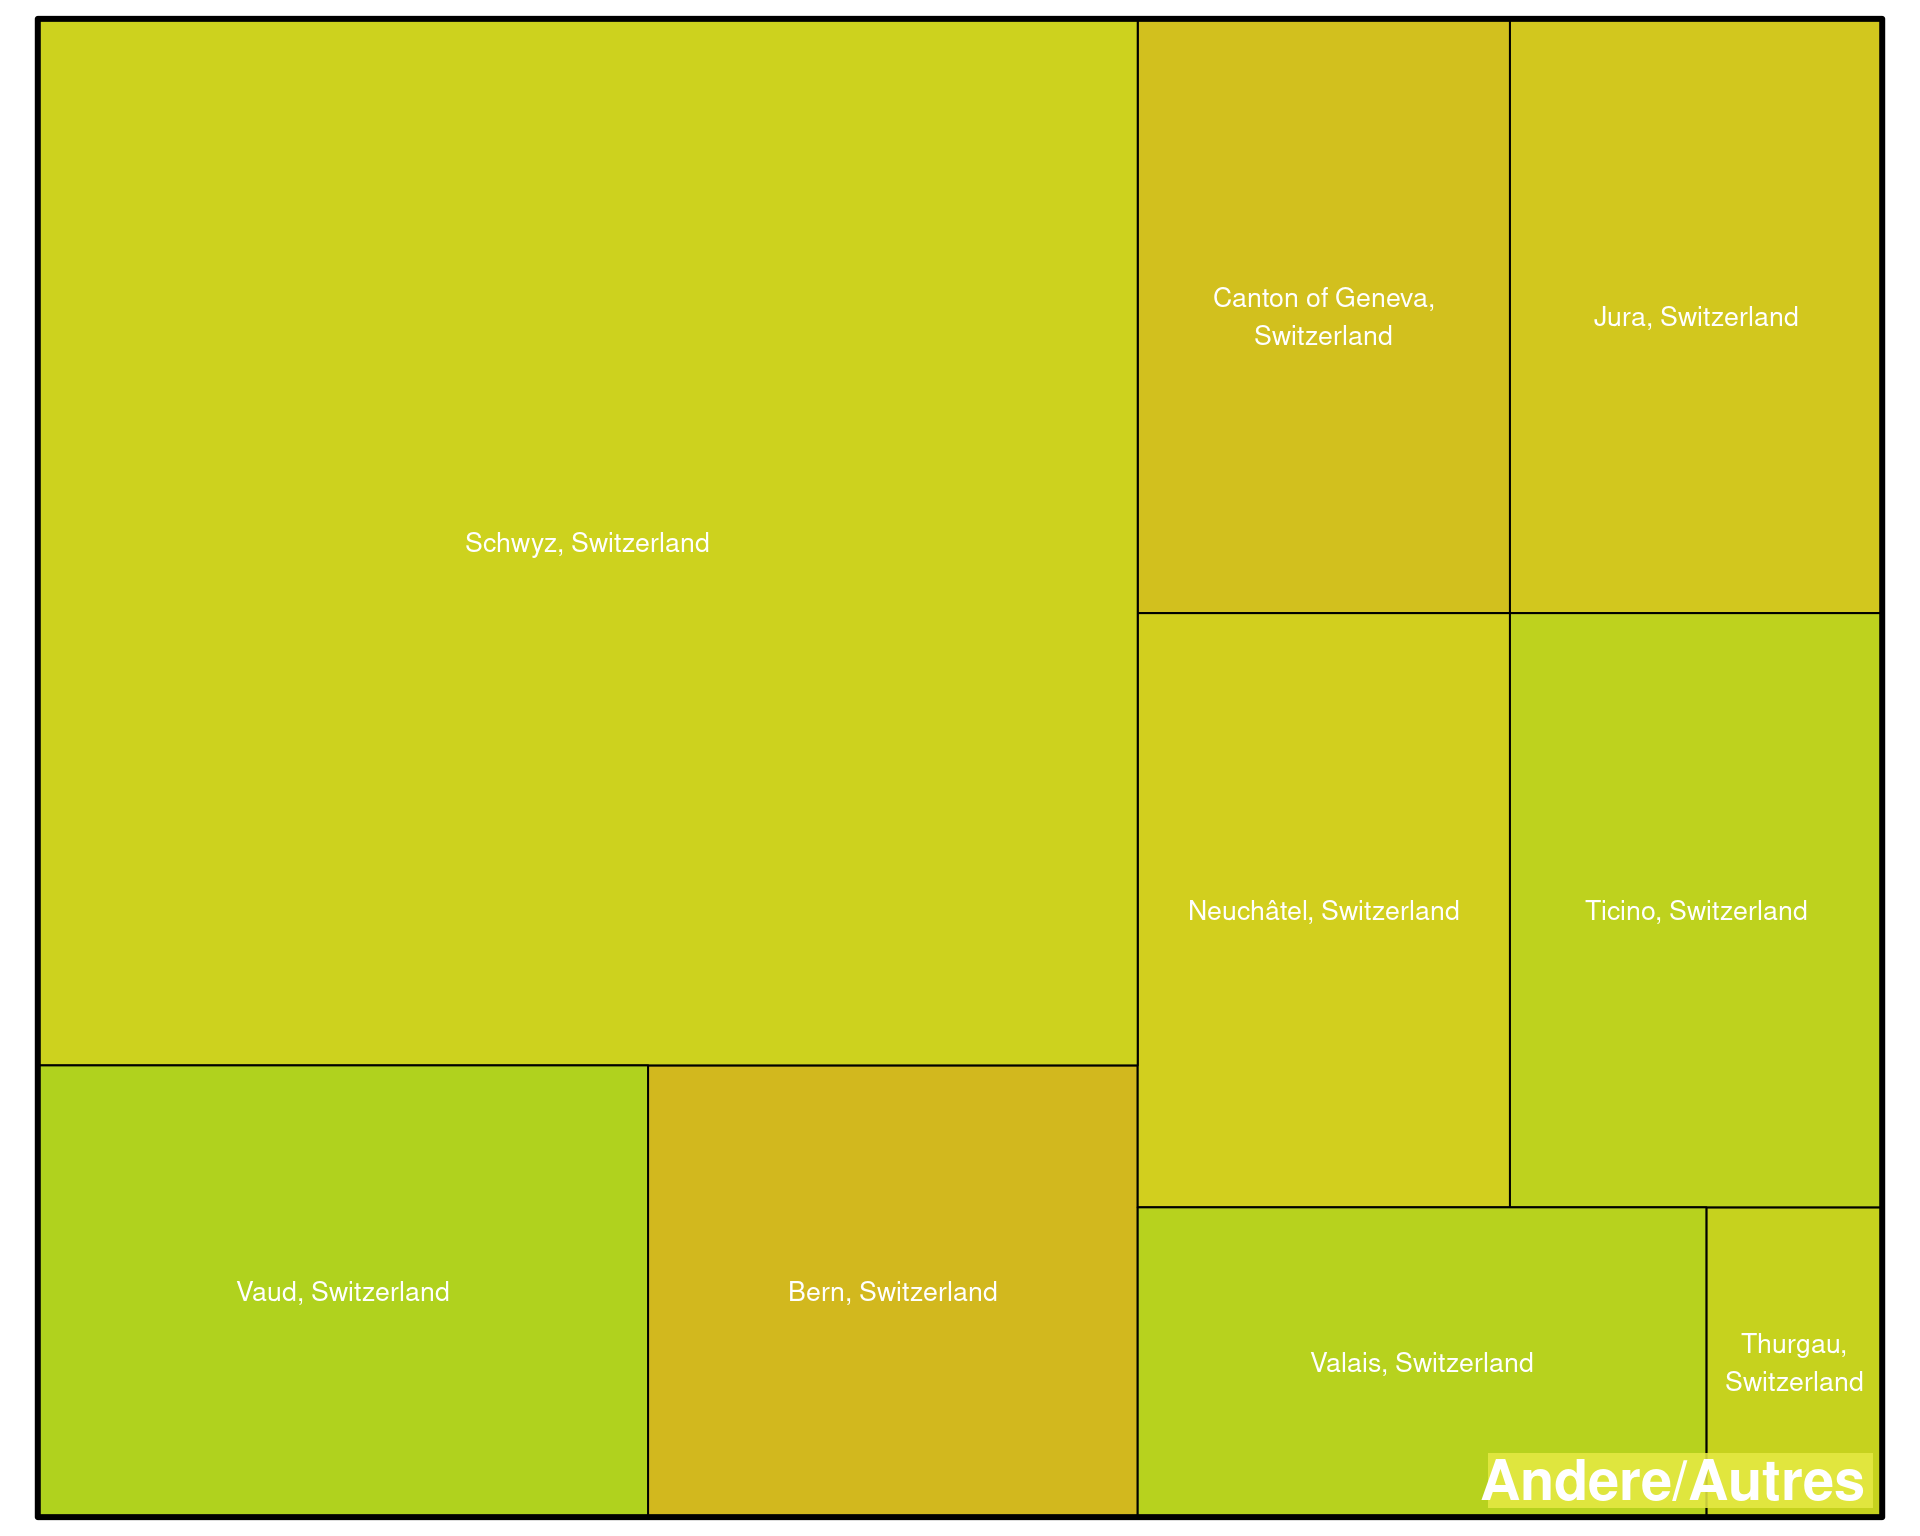 Schwyz, Switzerland
Canton of Geneva,
Switzerland
Jura, Switzerland
Neuchâtel, Switzerland
Ticino, Switzerland
Vaud, Switzerland
Bern, Switzerland
Valais, Switzerland
Thurgau,
Switzerland
Andere/Autres